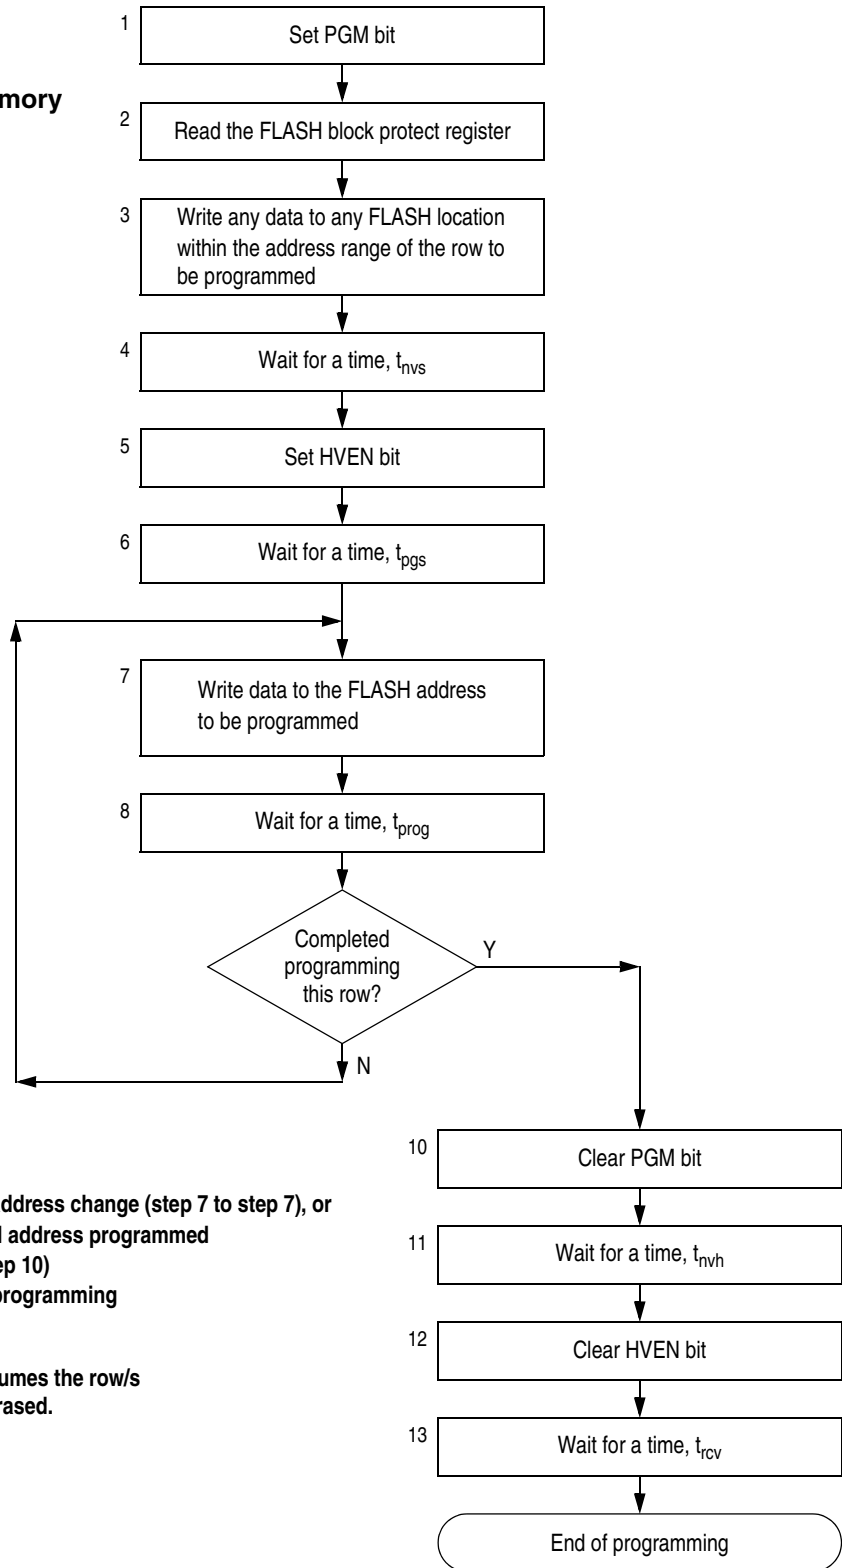 1
Set PGM bit
mory
2
Read the FLASH block protect register
3
Write any data to any FLASH location
within the address range of the row to
be programmed
4
Wait for a time, tnvs
5
Set HVEN bit
6
Wait for a time, tpgs
7
Write data to the FLASH address
to be programmed
8
Wait for a time, tprog
Completed
programming
this row?
Y
N
10
Clear PGM bit
ddress change (step 7 to step 7), or
address programmed
ep 10)
programming
11
Wait for a time, tnvh
12
Clear HVEN bit
umes the row/s
rased.
13
Wait for a time, trcv
End of programming